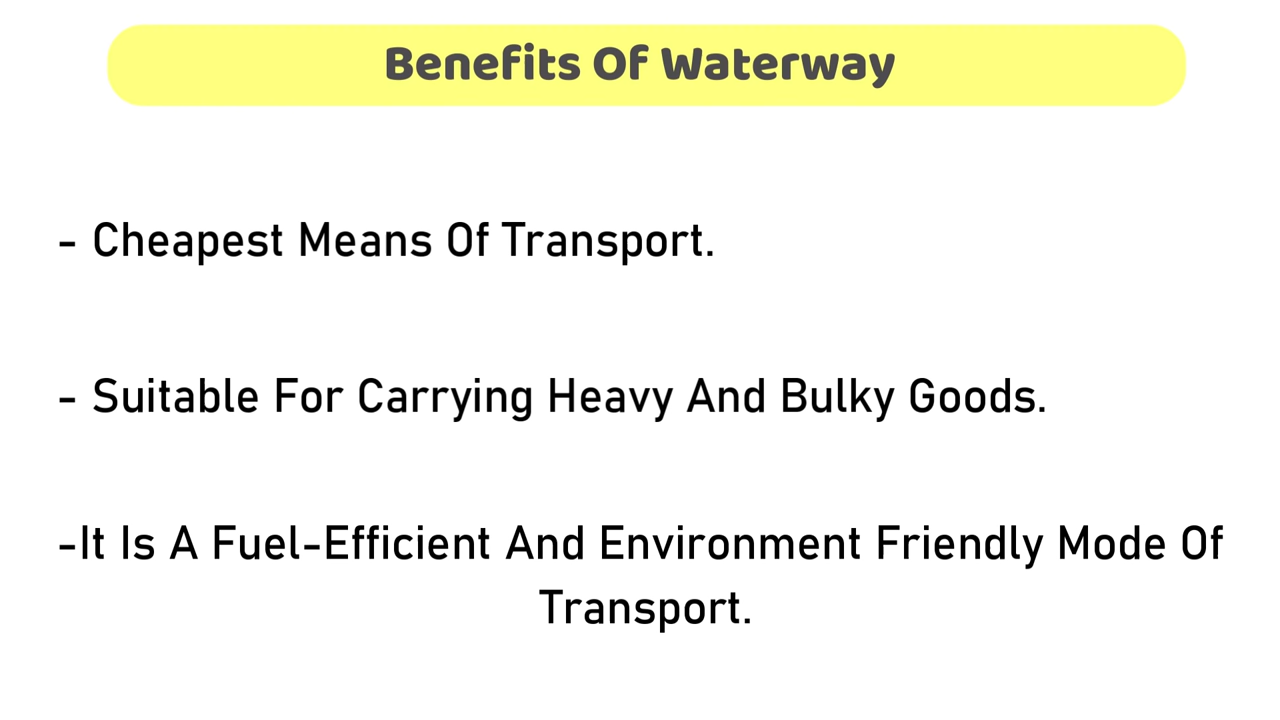 Benefits Of Waterway
- Cheapest Means Of Transport.
- Suitable For Carrying Heavy And Bulky Goods.
-It Is A Fuel-Efficient And Environment Friendly Mode Of
Transport.